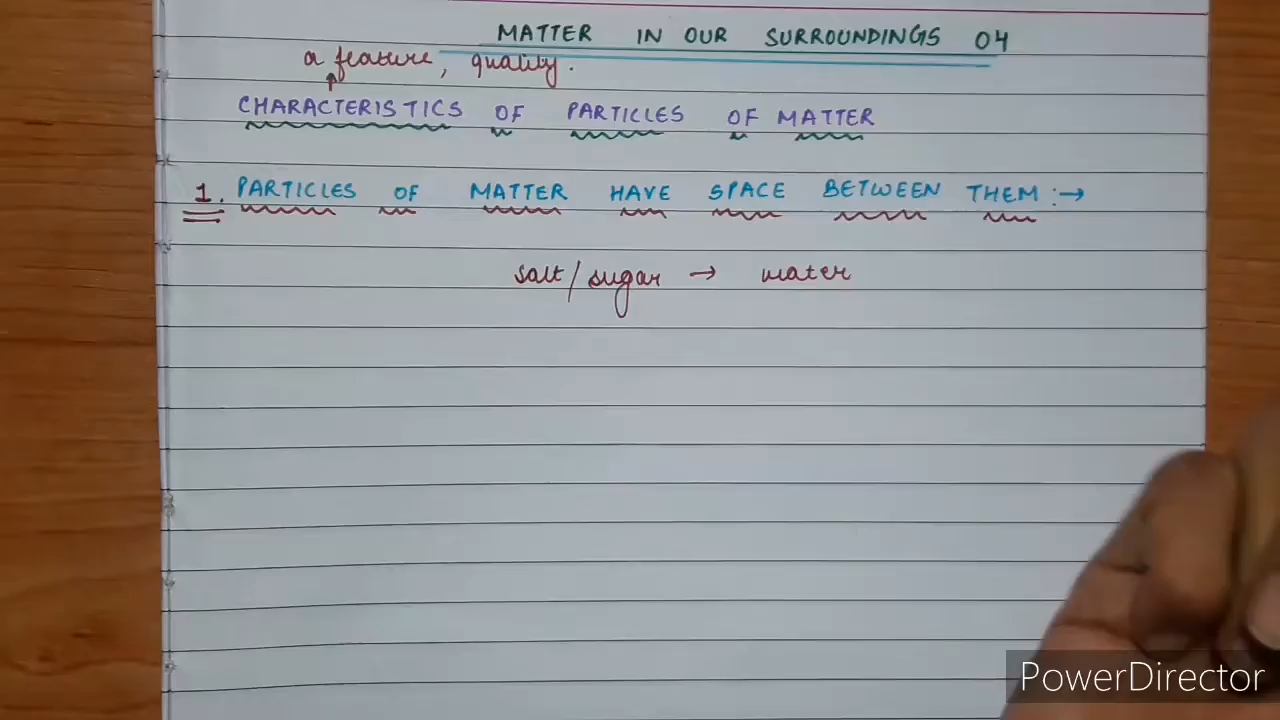 MATTER IN OUR SURROUNDINGS 04
a feature, quality.
CHARACTERISTICS OF PARTICLES OF MATTER
1. PARTICLES OF MATTER HAVE SPACE BETWEEN THEM :→
salt/sugar → water
PowerDirector